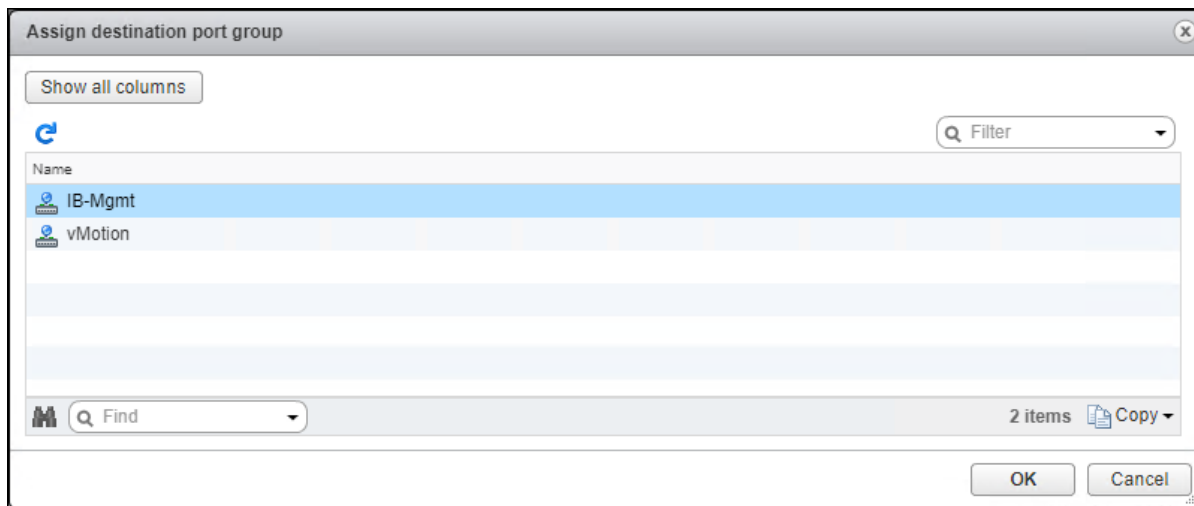 Assign destination port group
Show all columns
Filter
Name
IB-Mgmt
vMotion
Find
2 items Copy
OK Cancel